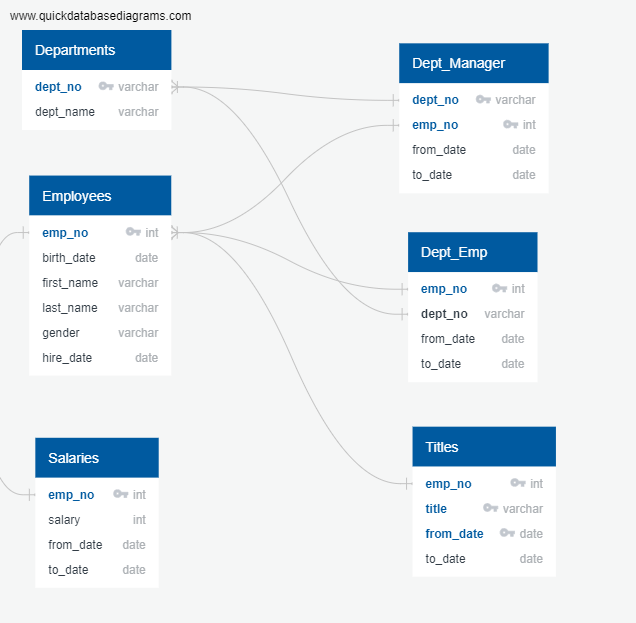 www.quickdatabasediagrams.com
Departments
dept_no varchar
dept_name varchar
Employees
emp_no int
birth_date date
first_name varchar
last_name varchar
gender varchar
hire_date date
Salaries
emp_no int
salary int
from_date date
to_date date
Dept_Manager
dept_no varchar
emp_no int
from_date date
to_date date
Dept_Emp
emp_no int
dept_no varchar
from_date date
to_date date
Titles
emp_no int
title varchar
from_date date
to_date date